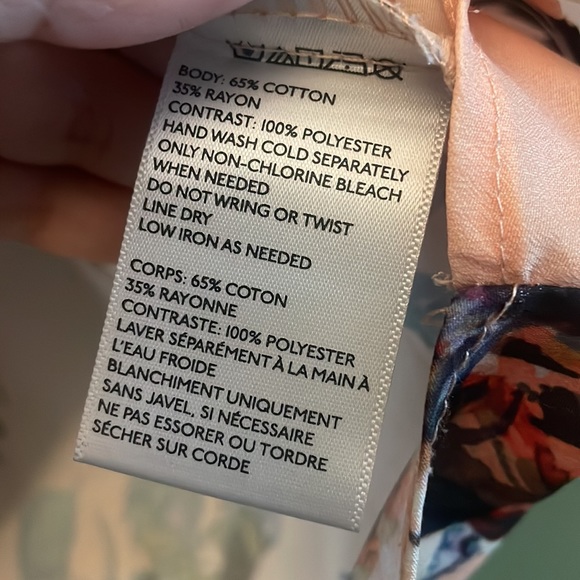 BODY: 65% COTTON
35% RAYON
CONTRAST: 100% POLYESTER
HAND WASH COLD SEPARATELY
ONLY NON-CHLORINE BLEACH
WHEN NEEDED
DO NOT WRING OR TWIST
LINE DRY
LOW IRON AS NEEDED
CORPS: 65% COTON
35% RAYONNE
CONTRASTE: 100% POLYESTER
LAVER SÉPARÉMENT À LA MAIN À
L'EAU FROIDE
BLANCHIMENT UNIQUEMENT
SANS JAVEL, SI NÉCESSAIRE
NE PAS ESSORER OU TORDRE
SÉCHER SUR CORDE